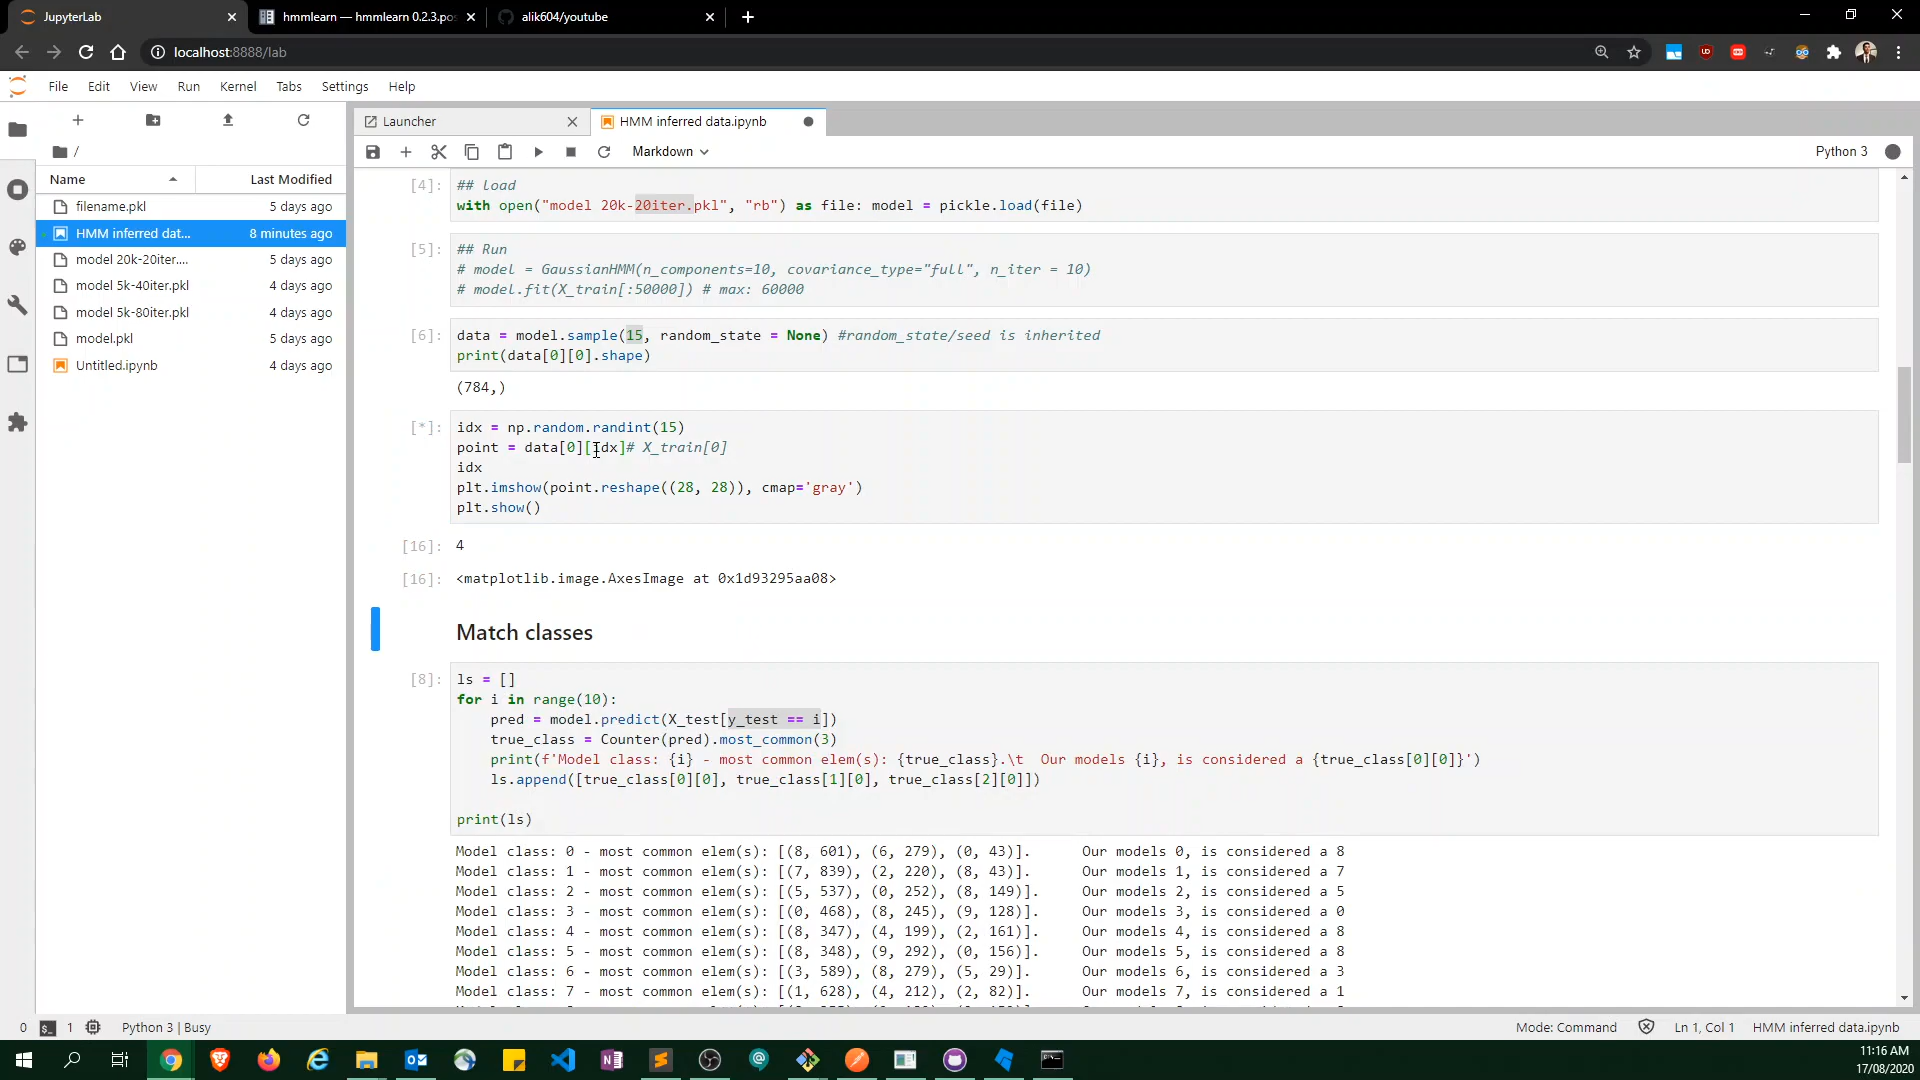 JupyterLab
hmmlearn — hmmlearn 0.2.3.pos
alik604/youtube
localhost:8888/lab
File Edit View Run Kernel Tabs Settings Help
Launcher
HMM inferred data.ipynb
Markdown
Python 3
/
Name Last Modified
filename.pkl 5 days ago
HMM inferred dat... 8 minutes ago
model 20k-20iter.... 5 days ago
model 5k-40iter.pkl 4 days ago
model 5k-80iter.pkl 4 days ago
model.pkl 5 days ago
Untitled.ipynb 4 days ago
[4]: ## load
with open("model 20k-20iter.pkl", "rb") as file: model = pickle.load(file)
[5]: ## Run
# model = GaussianHMM(n_components=10, covariance_type="full", n_iter = 10)
# model.fit(X_train[:50000]) # max: 60000
[6]: data = model.sample(15, random_state = None) #random_state/seed is inherited
print(data[0][0].shape)
(784,)
[*]: idx = np.random.randint(15)
point = data[0][idx]# X_train[0]
idx
plt.imshow(point.reshape((28, 28)), cmap='gray')
plt.show()
[16]: 4
[16]: <matplotlib.image.AxesImage at 0x1d93295aa08>
Match classes
[8]: ls = []
for i in range(10):
pred = model.predict(X_test[y_test == i])
true_class = Counter(pred).most_common(3)
print(f'Model class: {i} - most common elem(s): {true_class}.\t  Our models {i}, is considered a {true_class[0][0]}')
ls.append([true_class[0][0], true_class[1][0], true_class[2][0]])
print(ls)
Model class: 0 - most common elem(s): [(8, 601), (6, 279), (0, 43)]. Our models 0, is considered a 8
Model class: 1 - most common elem(s): [(7, 839), (2, 220), (8, 43)]. Our models 1, is considered a 7
Model class: 2 - most common elem(s): [(5, 537), (0, 252), (8, 149)]. Our models 2, is considered a 5
Model class: 3 - most common elem(s): [(0, 468), (8, 245), (9, 128)]. Our models 3, is considered a 0
Model class: 4 - most common elem(s): [(8, 347), (4, 199), (2, 161)]. Our models 4, is considered a 8
Model class: 5 - most common elem(s): [(8, 348), (9, 292), (0, 156)]. Our models 5, is considered a 8
Model class: 6 - most common elem(s): [(3, 589), (8, 279), (5, 29)]. Our models 6, is considered a 3
Model class: 7 - most common elem(s): [(1, 628), (4, 212), (2, 82)]. Our models 7, is considered a 1
0 1 Python 3 | Busy
Mode: Command Ln 1, Col 1 HMM inferred data.ipynb
11:16 AM
17/08/2020